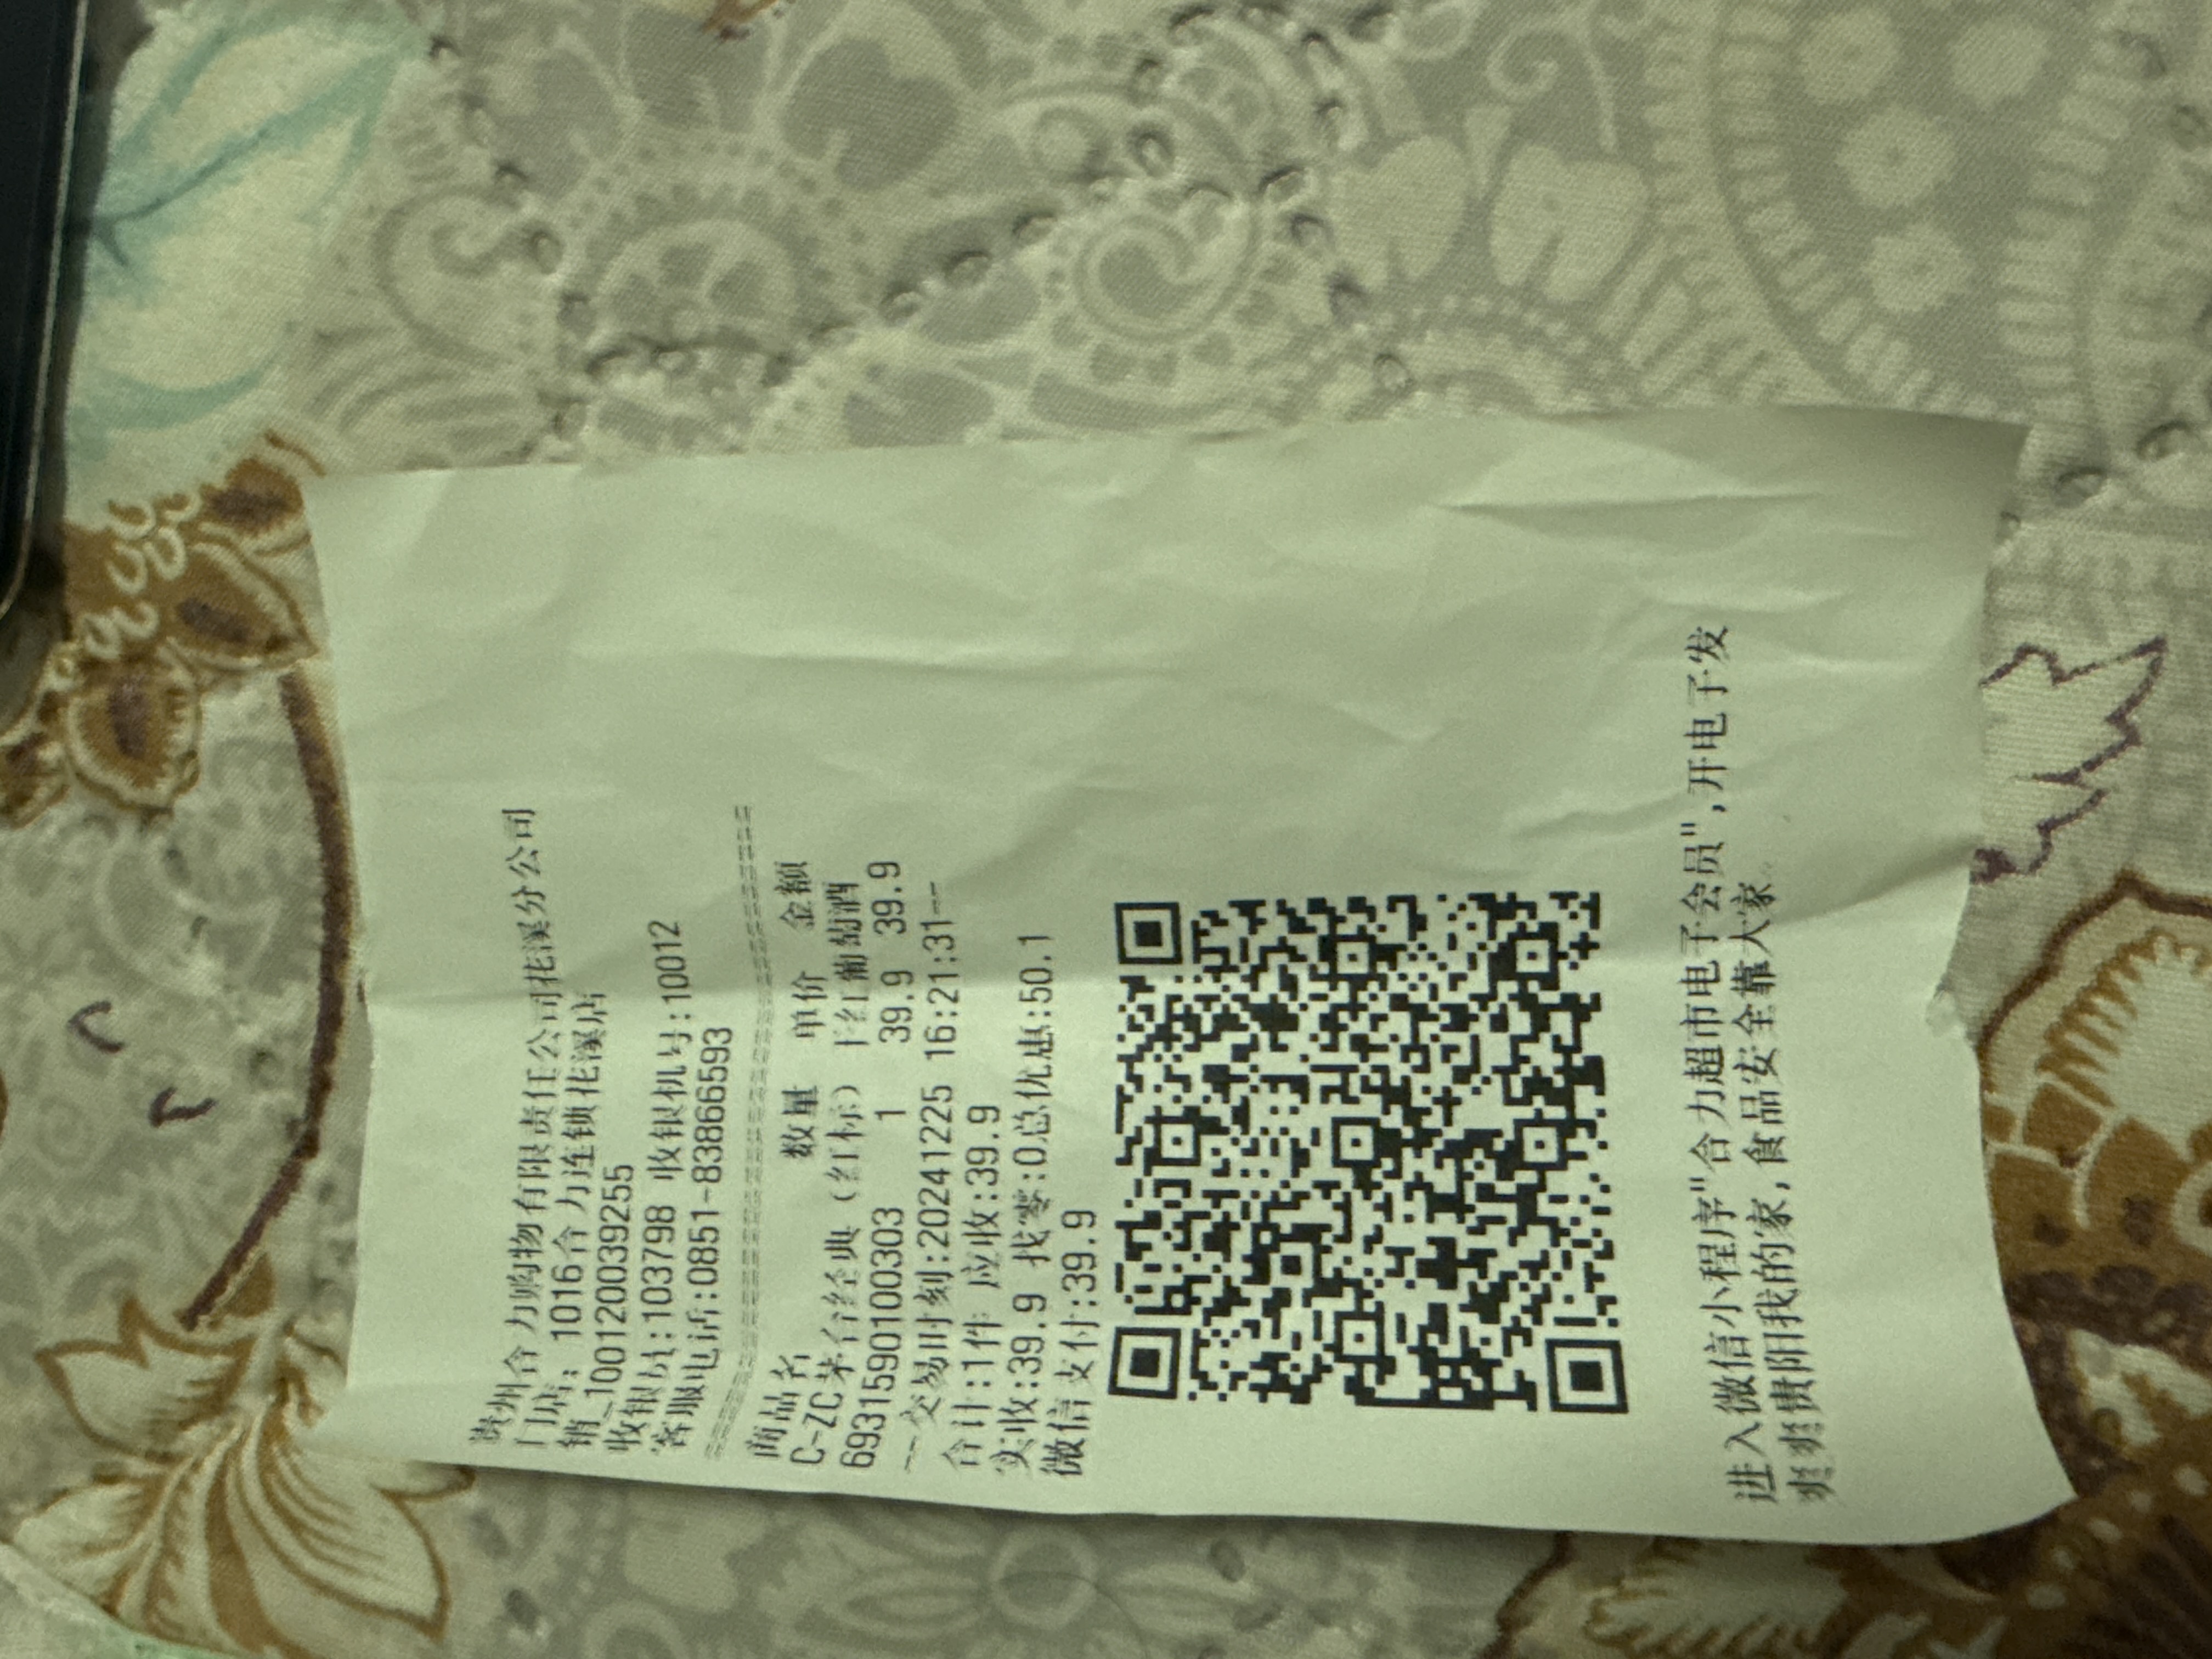 贵州合力购物有限责任公司花溪分公司
门店: 1016合力连锁花溪店
销_100120039255
收银员:103798 收银机号:10012
客服电话:0851-83866593
商品名 数量 单价 金额
C-ZC茅台经典（红标）干红葡萄酒
6931590100303 1 39.9 39.9
--交易时刻:20241225 16:21:31--
合计:1件 应收:39.9
实收:39.9 找零:0总优惠:50.1
微信支付:39.9
进入微信小程序"合力超市电子会员",开电子发
爽爽贵阳我的家,食品安全靠大家